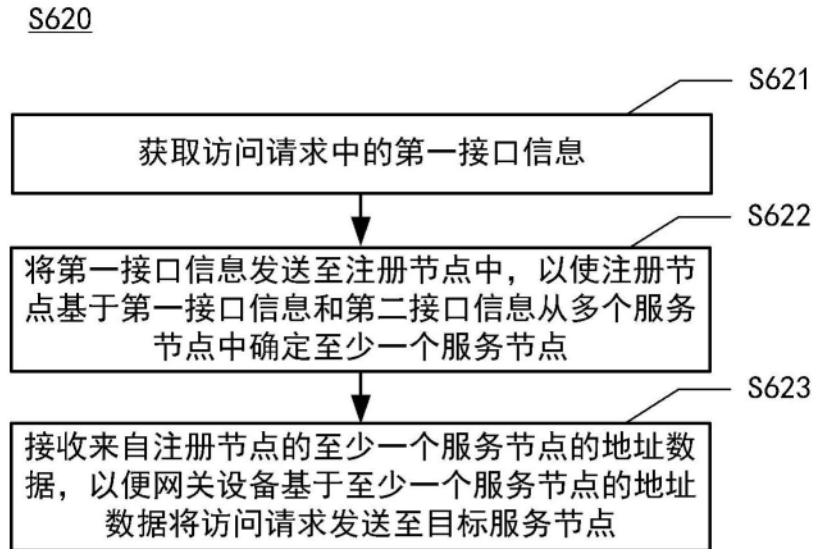 S620
S621
获取访问请求中的第一接口信息
S622
将第一接口信息发送至注册节点中，以使注册节
点基于第一接口信息和第二接口信息从多个服务
节点中确定至少一个服务节点
S623
接收来自注册节点的至少一个服务节点的地址数
据，以便网关设备基于至少一个服务节点的地址
数据将访问请求发送至目标服务节点